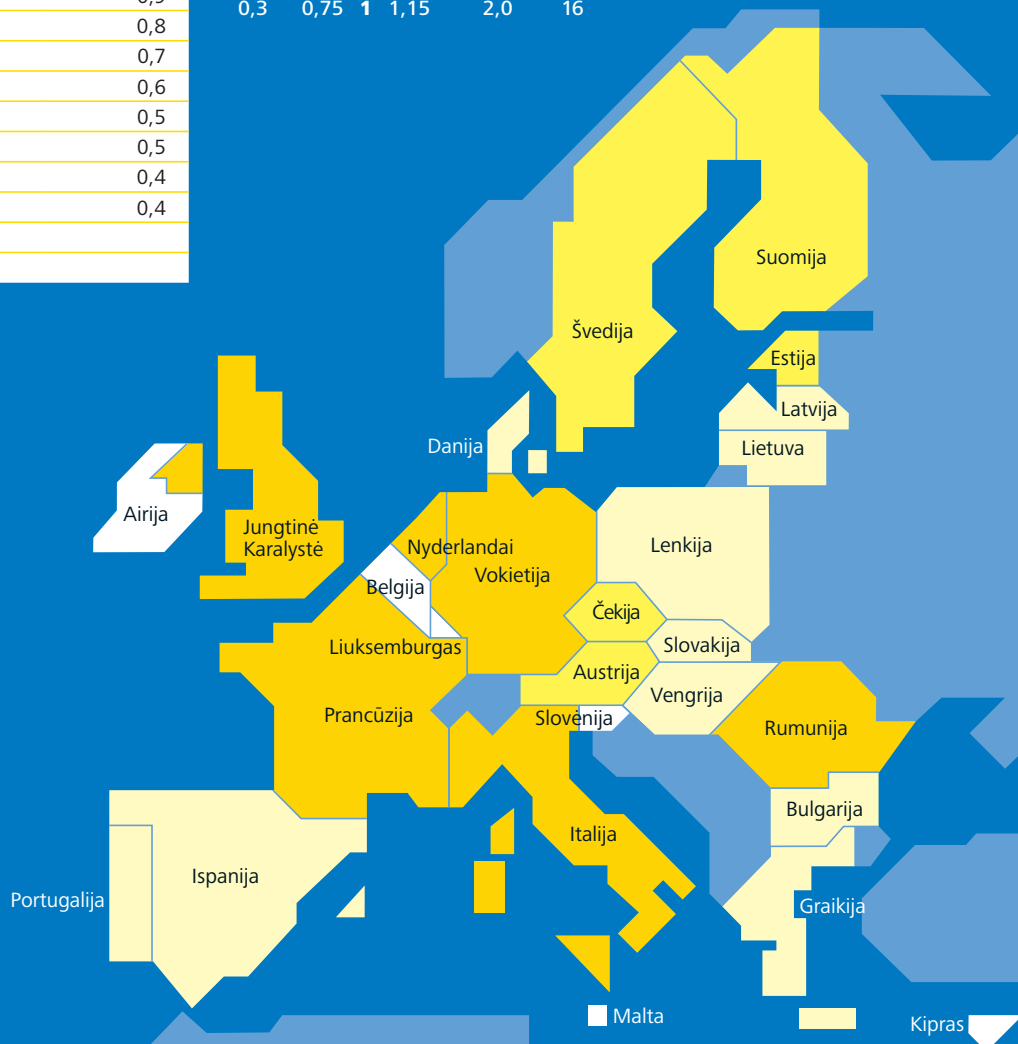 0,3 0,75 1 1,15 2,0 16
0,8
0,7
0,6
0,5
0,5
0,4
0,4
Suomija
Švedija
Estija
Latvija
Danija
Lietuva
Airija
Jungtinė
Karalystė
Nyderlandai
Lenkija
Vokietija
Belgija
Čekija
Liuksemburgas
Slovakija
Austrija
Vengrija
Prancūzija
Slovėnija
Rumunija
Bulgarija
Italija
Ispanija
Portugalija
Graikija
Malta
Kipras